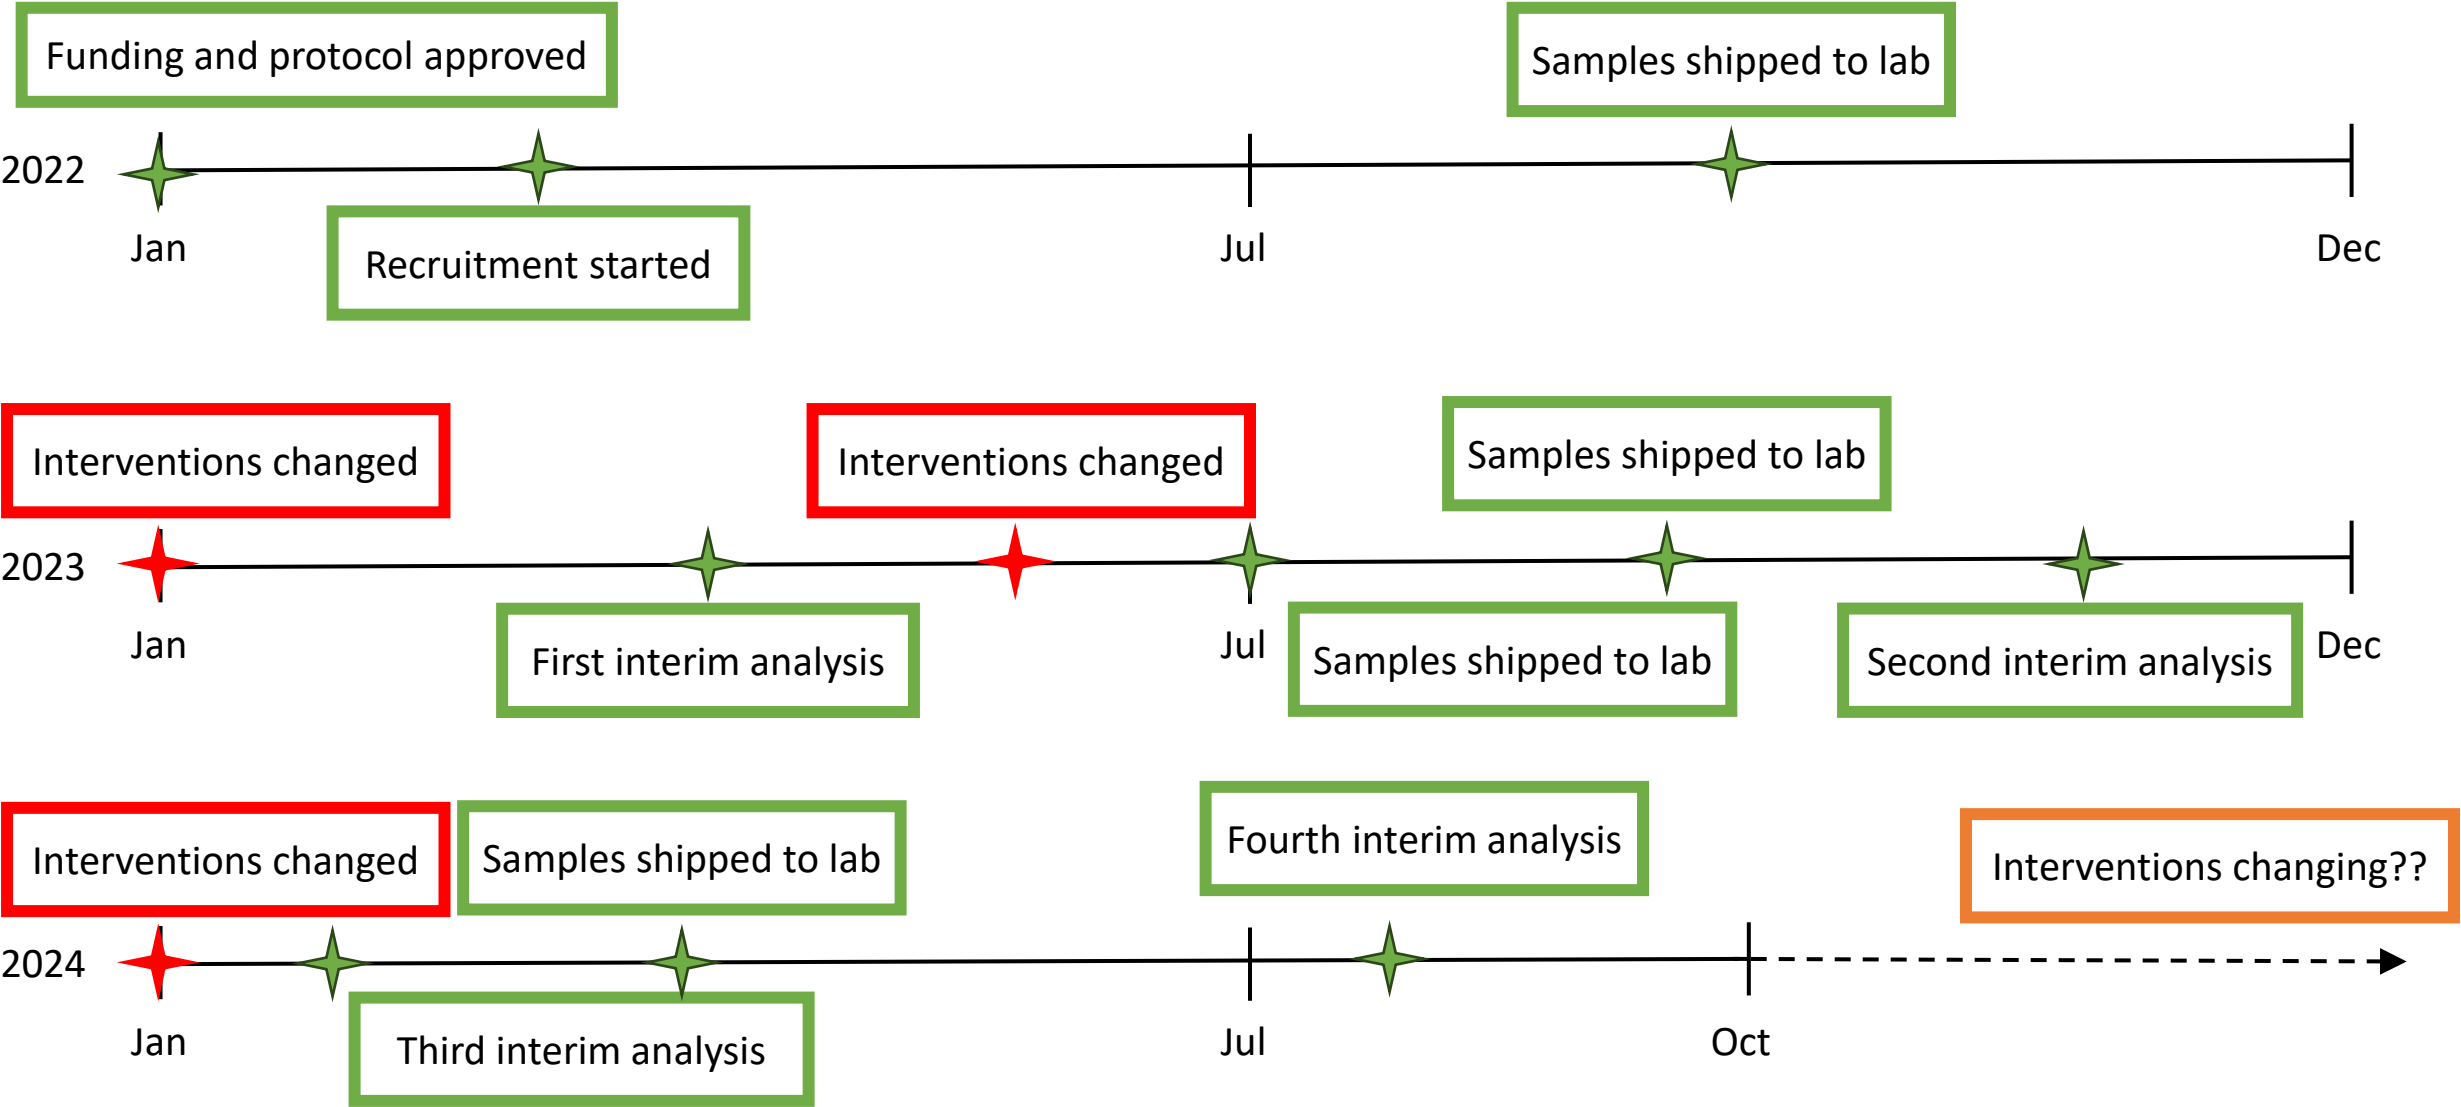 Funding and protocol approved
Samples shipped to lab
2022
Jan
Recruitment started
Jul
Dec
Interventions changed
Interventions changed
Samples shipped to lab
2023
Jan
First interim analysis
Jul
Samples shipped to lab
Second interim analysis
Dec
Interventions changed
Samples shipped to lab
Fourth interim analysis
Interventions changing??
2024
Jan
Third interim analysis
Jul
Oct